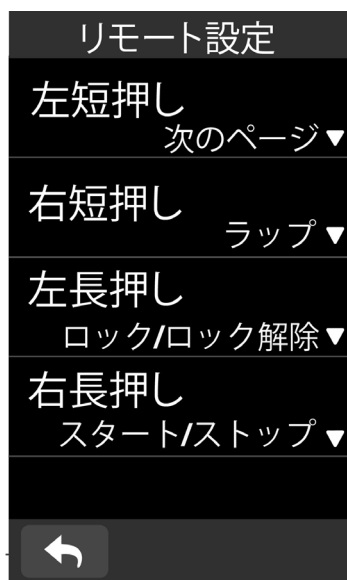 リモート設定
左短押し
次のページ▼
右短押し
ラップ▼
左長押し
ロック/ロック解除▼
右長押し
スタート/ストップ▼